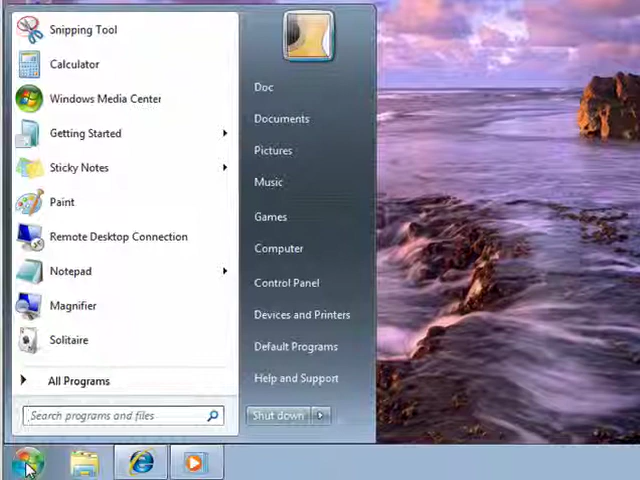 Snipping Tool
Calculator
Windows Media Center
Getting Started
Sticky Notes
Paint
Remote Desktop Connection
Notepad
Magnifier
Solitaire
All Programs
Search programs and files
Doc
Documents
Pictures
Music
Games
Computer
Control Panel
Devices and Printers
Default Programs
Help and Support
Shut down